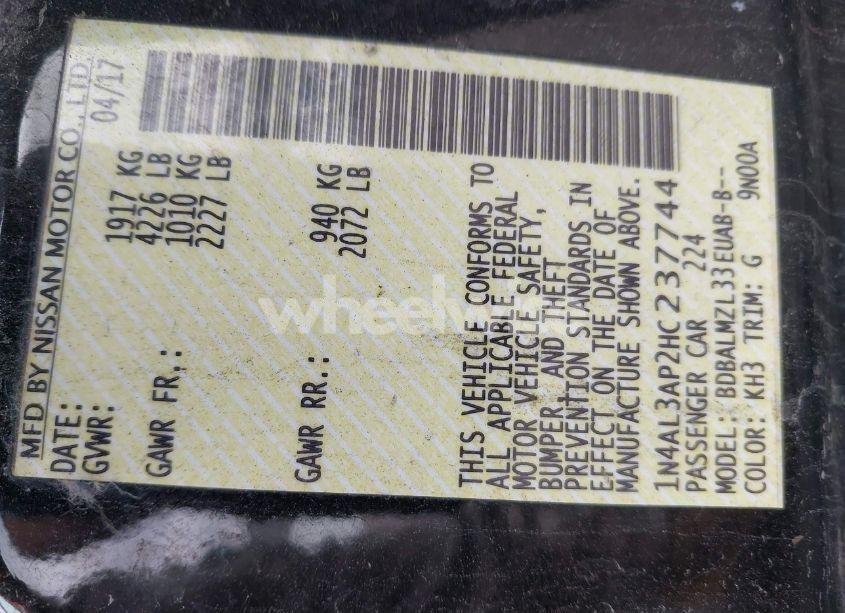 MFD BY NISSAN MOTOR CO., LTD.
DATE: 04/17
GVWR: 1917 KG
4226 LB
GAWR FR,: 1010 KG
2227 LB
GAWR RR.: 940 KG
2072 LB
THIS VEHICLE CONFORMS TO
ALL APPLICABLE FEDERAL
MOTOR VEHICLE SAFETY,
BUMPER AND THEFT
PREVENTION STANDARDS IN
EFFECT ON THE DATE OF
MANUFACTURE SHOWN ABOVE.
1N4AL3AP2HC237744
PASSENGER CAR 224
MODEL: BDBALMZL33EUAB-B--
COLOR: KH3 TRIM: G 9N00A